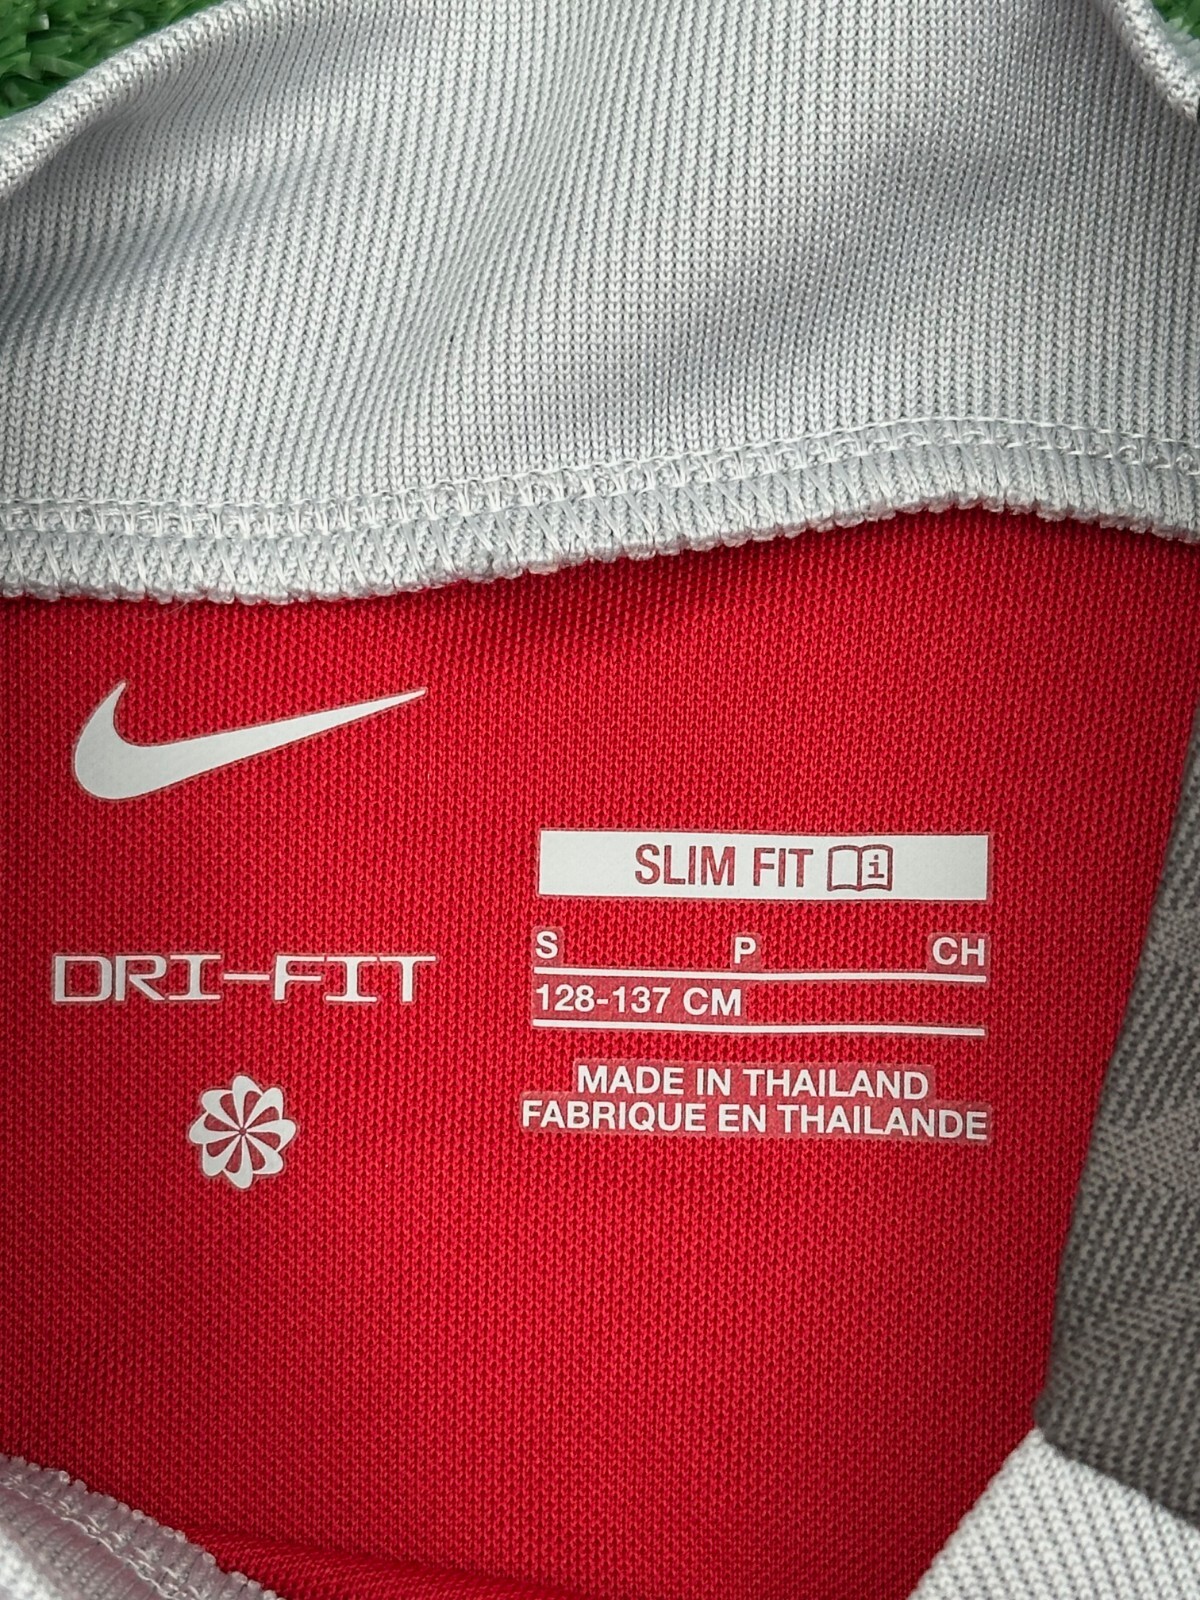 DRI-FIT
SLIM FIT
S P CH
128-137 CM
MADE IN THAILAND
FABRIQUE EN THAILANDE